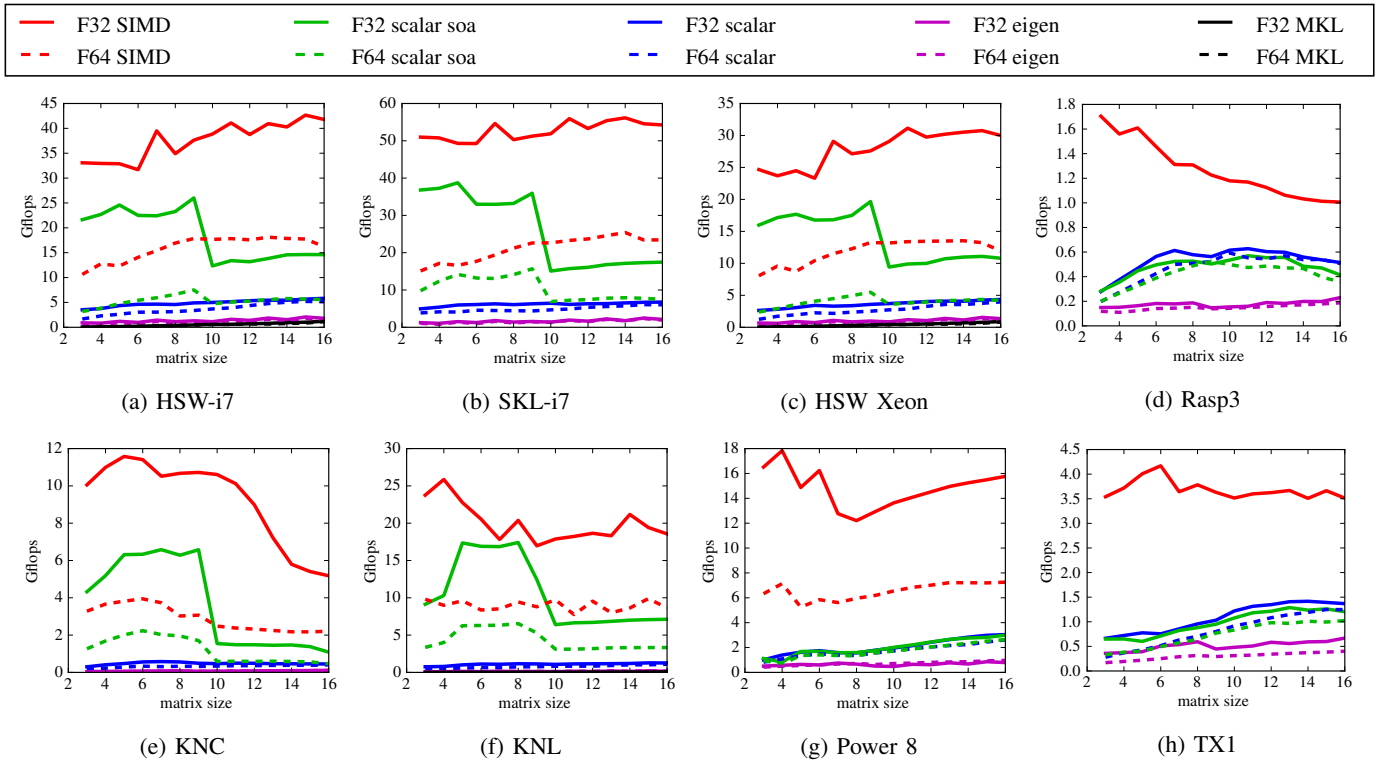 F32 SIMD F32 scalar soa F32 scalar F32 eigen F32 MKL
F64 SIMD F64 scalar soa F64 scalar F64 eigen F64 MKL
45
40
35
30
25
20
15
10
5
0
Gflops
2 4 6 8 10 12 14 16
matrix size
(a) HSW-i7
60
50
40
30
20
10
0
Gflops
2 4 6 8 10 12 14 16
matrix size
(b) SKL-i7
35
30
25
20
15
10
5
0
Gflops
2 4 6 8 10 12 14 16
matrix size
(c) HSW Xeon
1.8
1.6
1.4
1.2
1.0
0.8
0.6
0.4
0.2
0.0
Gflops
2 4 6 8 10 12 14 16
matrix size
(d) Rasp3
12
10
8
6
4
2
0
Gflops
2 4 6 8 10 12 14 16
matrix size
(e) KNC
30
25
20
15
10
5
0
Gflops
2 4 6 8 10 12 14 16
matrix size
(f) KNL
18
16
14
12
10
8
6
4
2
0
Gflops
2 4 6 8 10 12 14 16
matrix size
(g) Power 8
4.5
4.0
3.5
3.0
2.5
2.0
1.5
1.0
0.5
0.0
Gflops
2 4 6 8 10 12 14 16
matrix size
(h) TX1